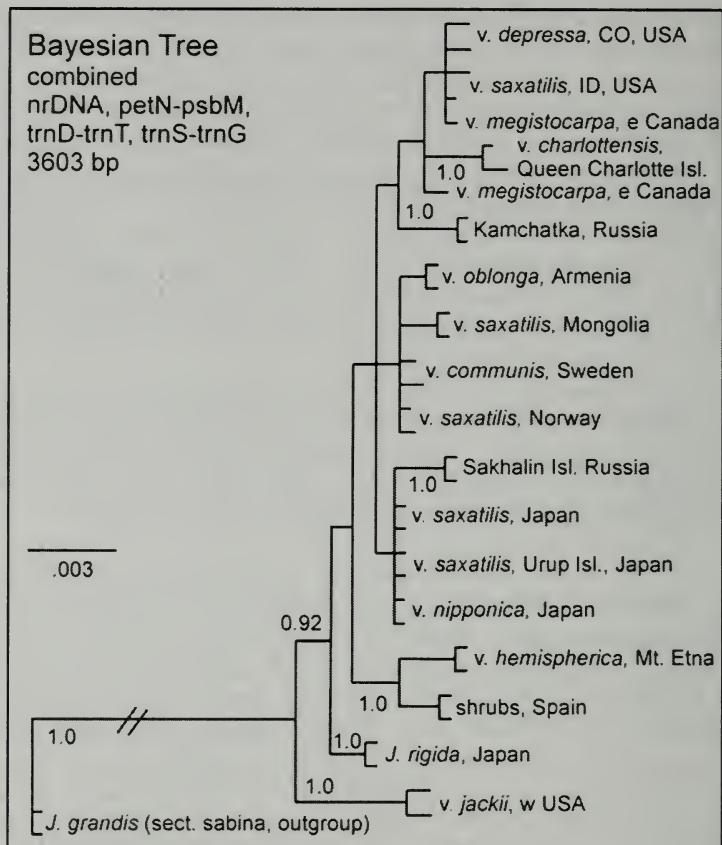 Bayesian Tree
combined
nrDNA, petN-psbM,
trnD-trnT, trnS-trnG
3603 bp
v. depressa, CO, USA
v. saxatilis, ID, USA
v. megistocarpa, e Canada
v. charlottensis,
Queen Charlotte Isl.
1.0
v. megistocarpa, e Canada
1.0
Kamchatka, Russia
v. oblonga, Armenia
v. saxatilis, Mongolia
v. communis, Sweden
v. saxatilis, Norway
Sakhalin Isl. Russia
1.0
v. saxatilis, Japan
v. saxatilis, Urup Isl., Japan
.003
v. nipponica, Japan
0.92
v. hemispherica, Mt. Etna
1.0
shrubs, Spain
1.0
1.0
J. rigida, Japan
1.0
v. jackii, w USA
J. grandis (sect. sabina, outgroup)